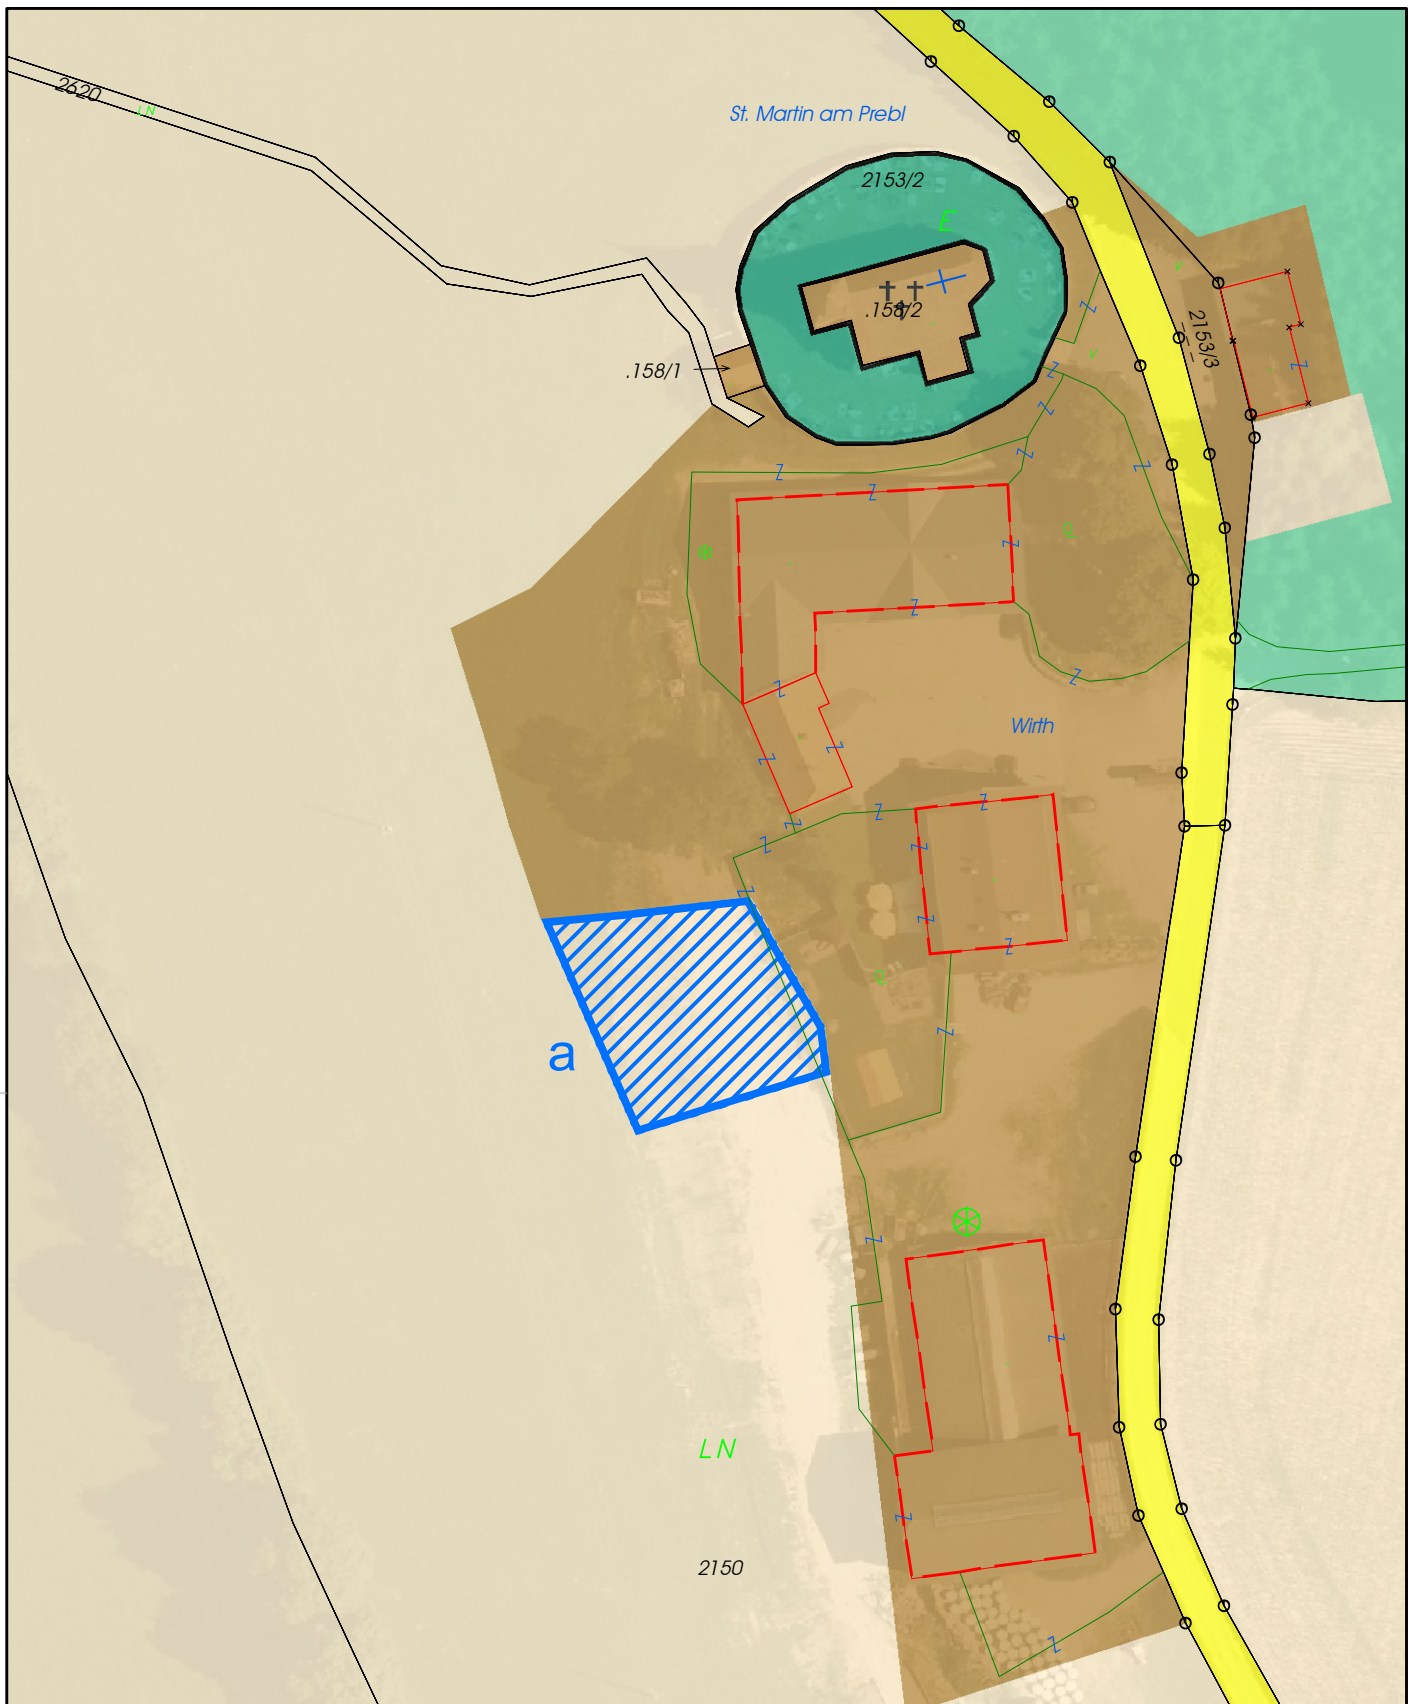 2620
LN
St. Martin am Prebl
2153/2
E
.158/2
.158/1
2153/3
Wirth
a
LN
2150